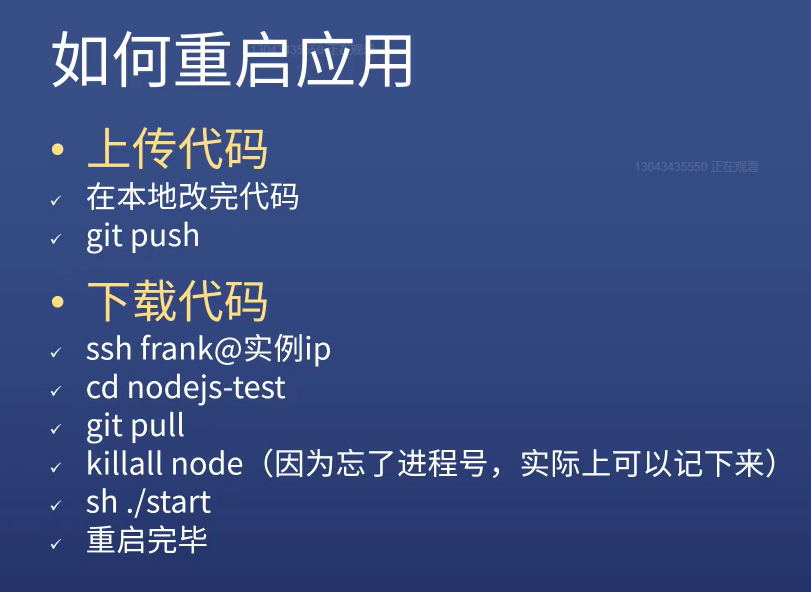 如何重启应用
• 上传代码
✓ 在本地改完代码
✓ git push
13043435550 正在观看
• 下载代码
✓ ssh frank@实例ip
✓ cd nodejs-test
✓ git pull
✓ killall node（因为忘了进程号，实际上可以记下来）
✓ sh ./start
✓ 重启完毕